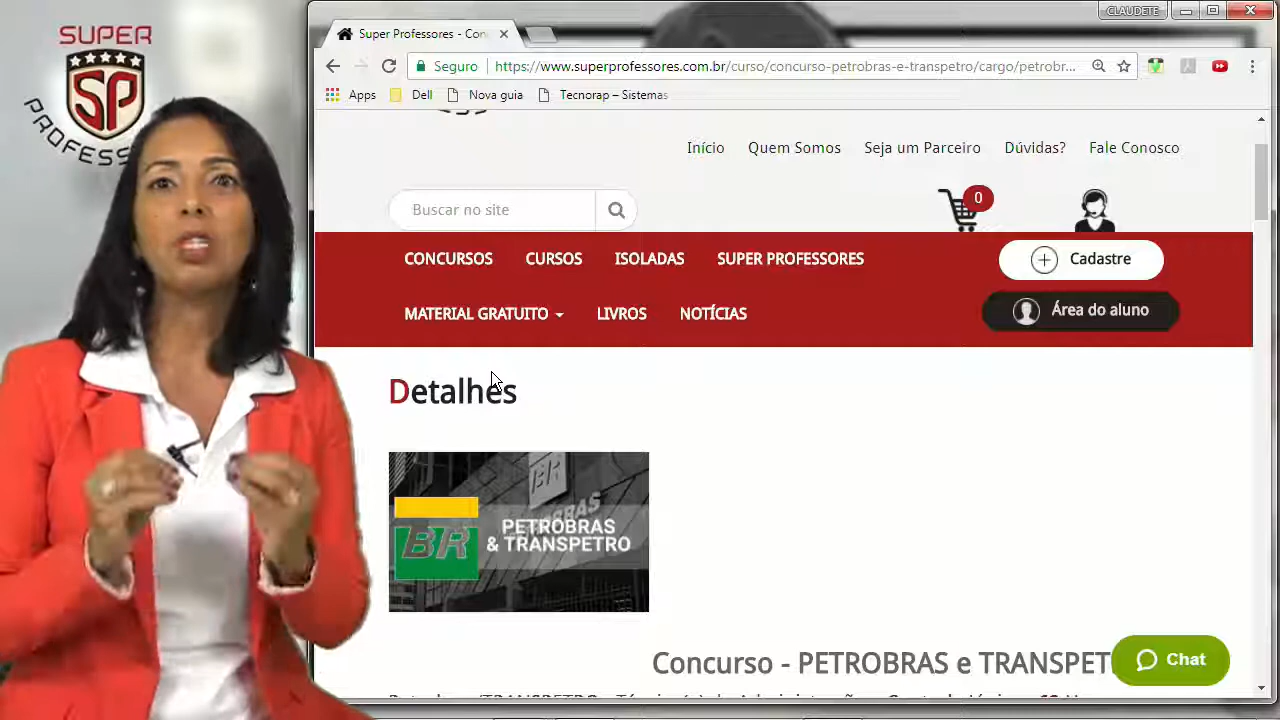 SUPER
SP
PROFESS
CLAUDETE
Super Professores - Con
Seguro
https://www.superprofessores.com.br/curso/concurso-petrobras-e-transpetro/cargo/petrobr...
Apps
Dell
Nova guia
Tecnorap – Sistemas
Início
Quem Somos
Seja um Parceiro
Dúvidas?
Fale Conosco
Buscar no site
0
CONCURSOS
CURSOS
ISOLADAS
SUPER PROFESSORES
Cadastre
MATERIAL GRATUITO
LIVROS
NOTÍCIAS
Área do aluno
Detalhes
BR
PETROBRAS
& TRANSPETRO
BR
Concurso - PETROBRAS e TRANSPET
Chat